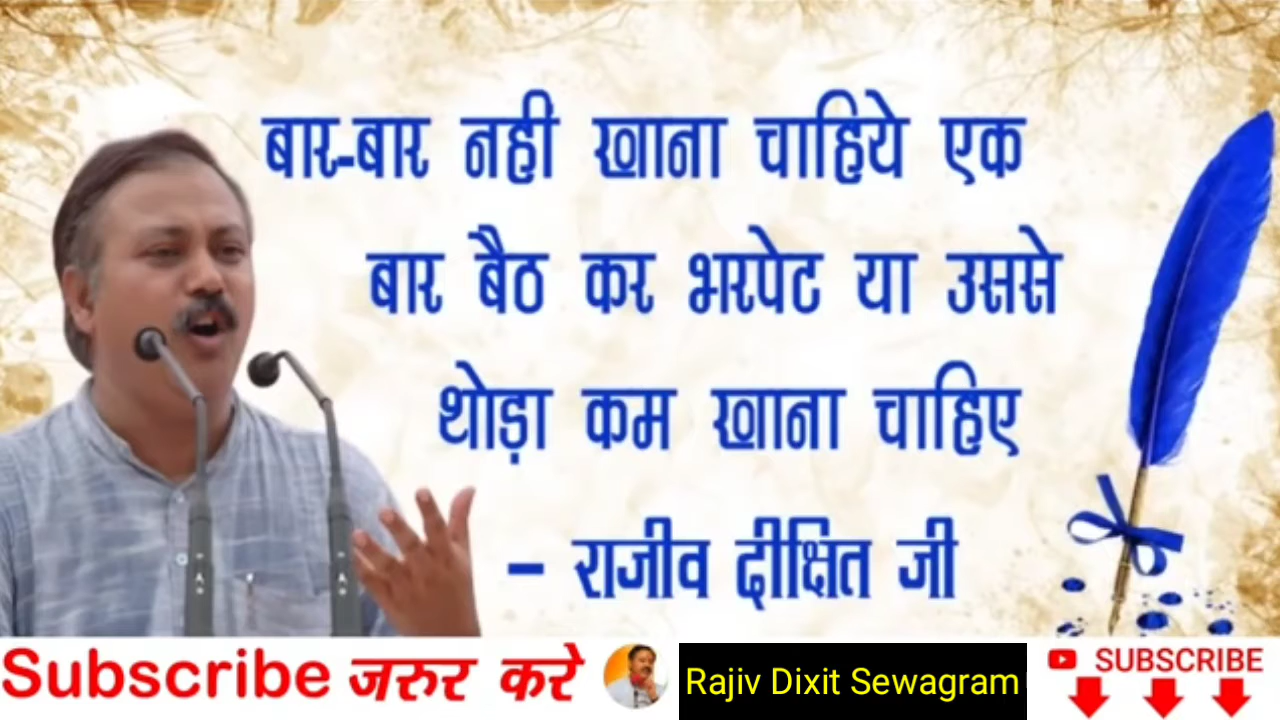 बार-बार नही खाना चाहिये एक
बार बैठ कर भरपेट या उससे
थोड़ा कम खाना चाहिए
- राजीव दीक्षित जी
Subscribe जरुर करे Rajiv Dixit Sewagram SUBSCRIBE